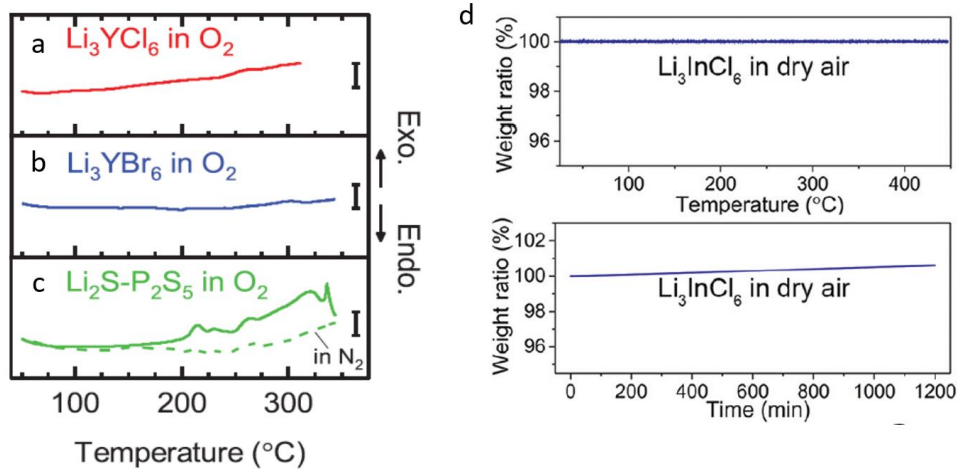 a Li₃YCl₆ in O₂
b Li₃YBr₆ in O₂
c Li₂S-P₂S₅ in O₂
in N₂
100 200 300
Temperature (°C)
Exo.
Endo.
d
Weight ratio (%)
100
98
96
Li₃InCl₆ in dry air
100 200 300 400
Temperature (°C)
Weight ratio (%)
102
100
98
96
Li₃InCl₆ in dry air
0 200 400 600 800 1000 1200
Time (min)